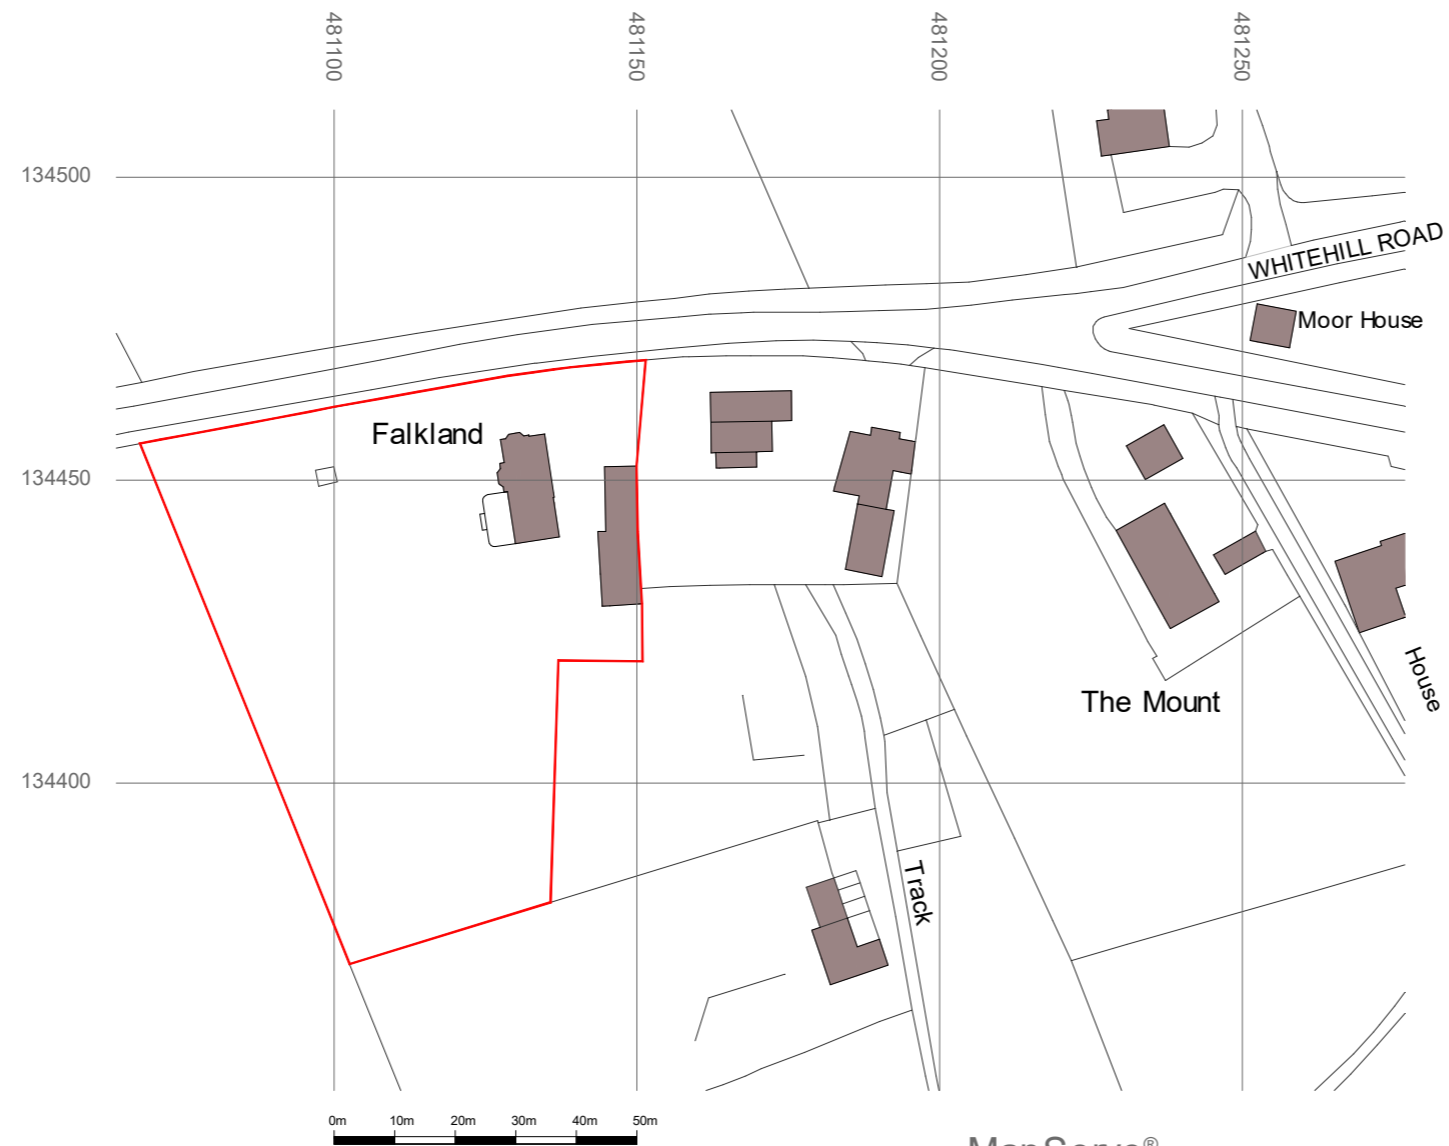 481100
481150
481200
481250
134500
WHITEHILL ROAD
Moor House
Falkland
134450
House
The Mount
134400
Track
0m 10m 20m 30m 40m 50m
MapServe®